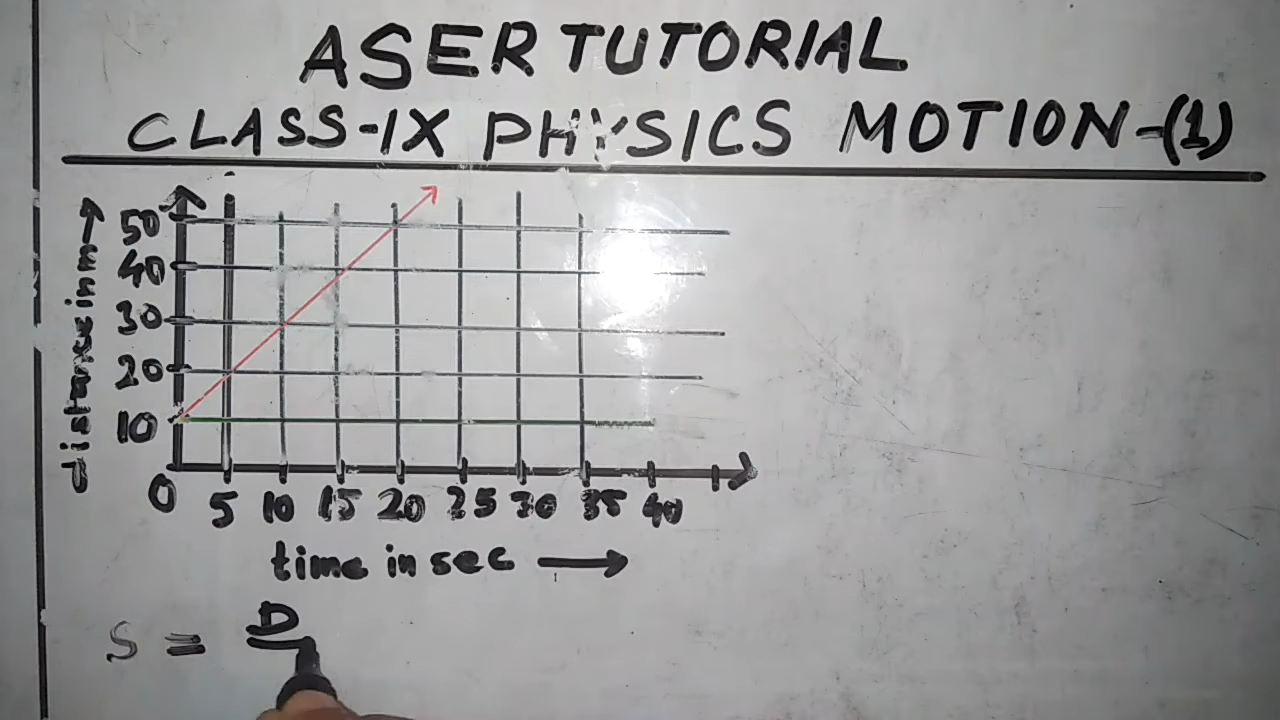 ASER TUTORIAL
CLASS-IX PHYSICS MOTION-(1)
distance in m →
50
40
30
20
10
0 5 10 15 20 25 30 35 40
time in sec →
S = D